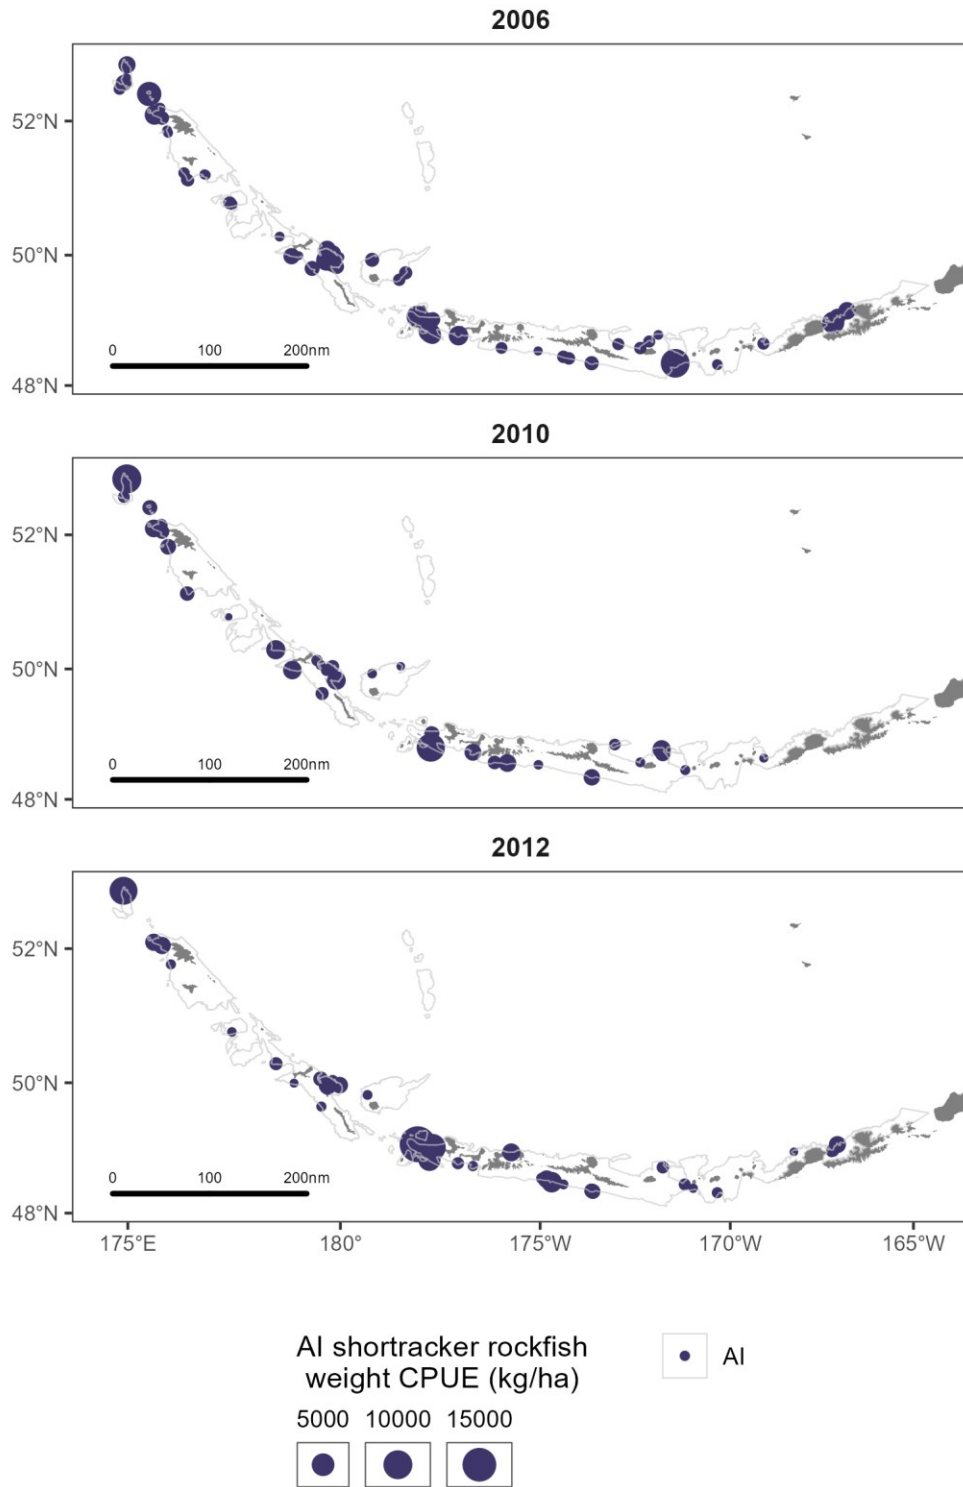 2006
52°N
50°N
48°N
0 100 200nm
2010
52°N
50°N
48°N
0 100 200nm
2012
52°N
50°N
48°N
0 100 200nm
175°E 180° 175°W 170°W 165°W
AI shortracker rockfish
weight CPUE (kg/ha)
5000 10000 15000
AI